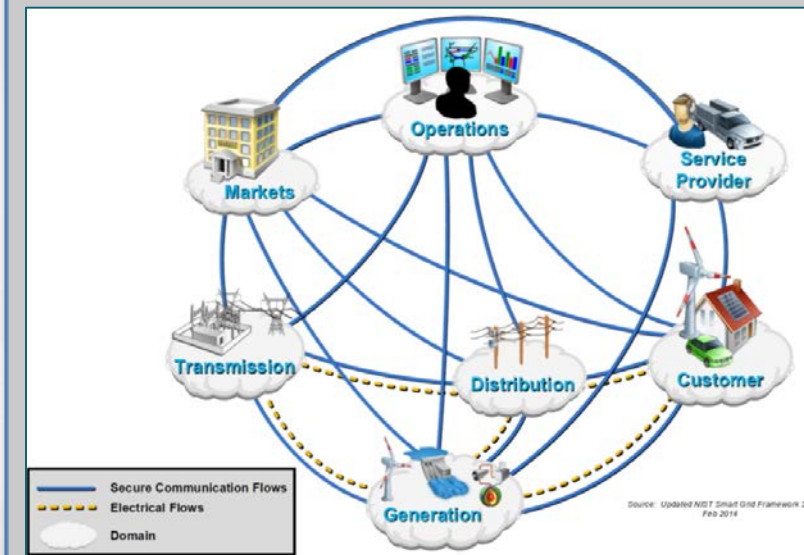 Operations
Markets
Service
Provider
Transmission
Distribution
Customer
Generation
Secure Communication Flows
Electrical Flows
Domain
Source: Updated NIST Smart Grid Framework
Feb 2014